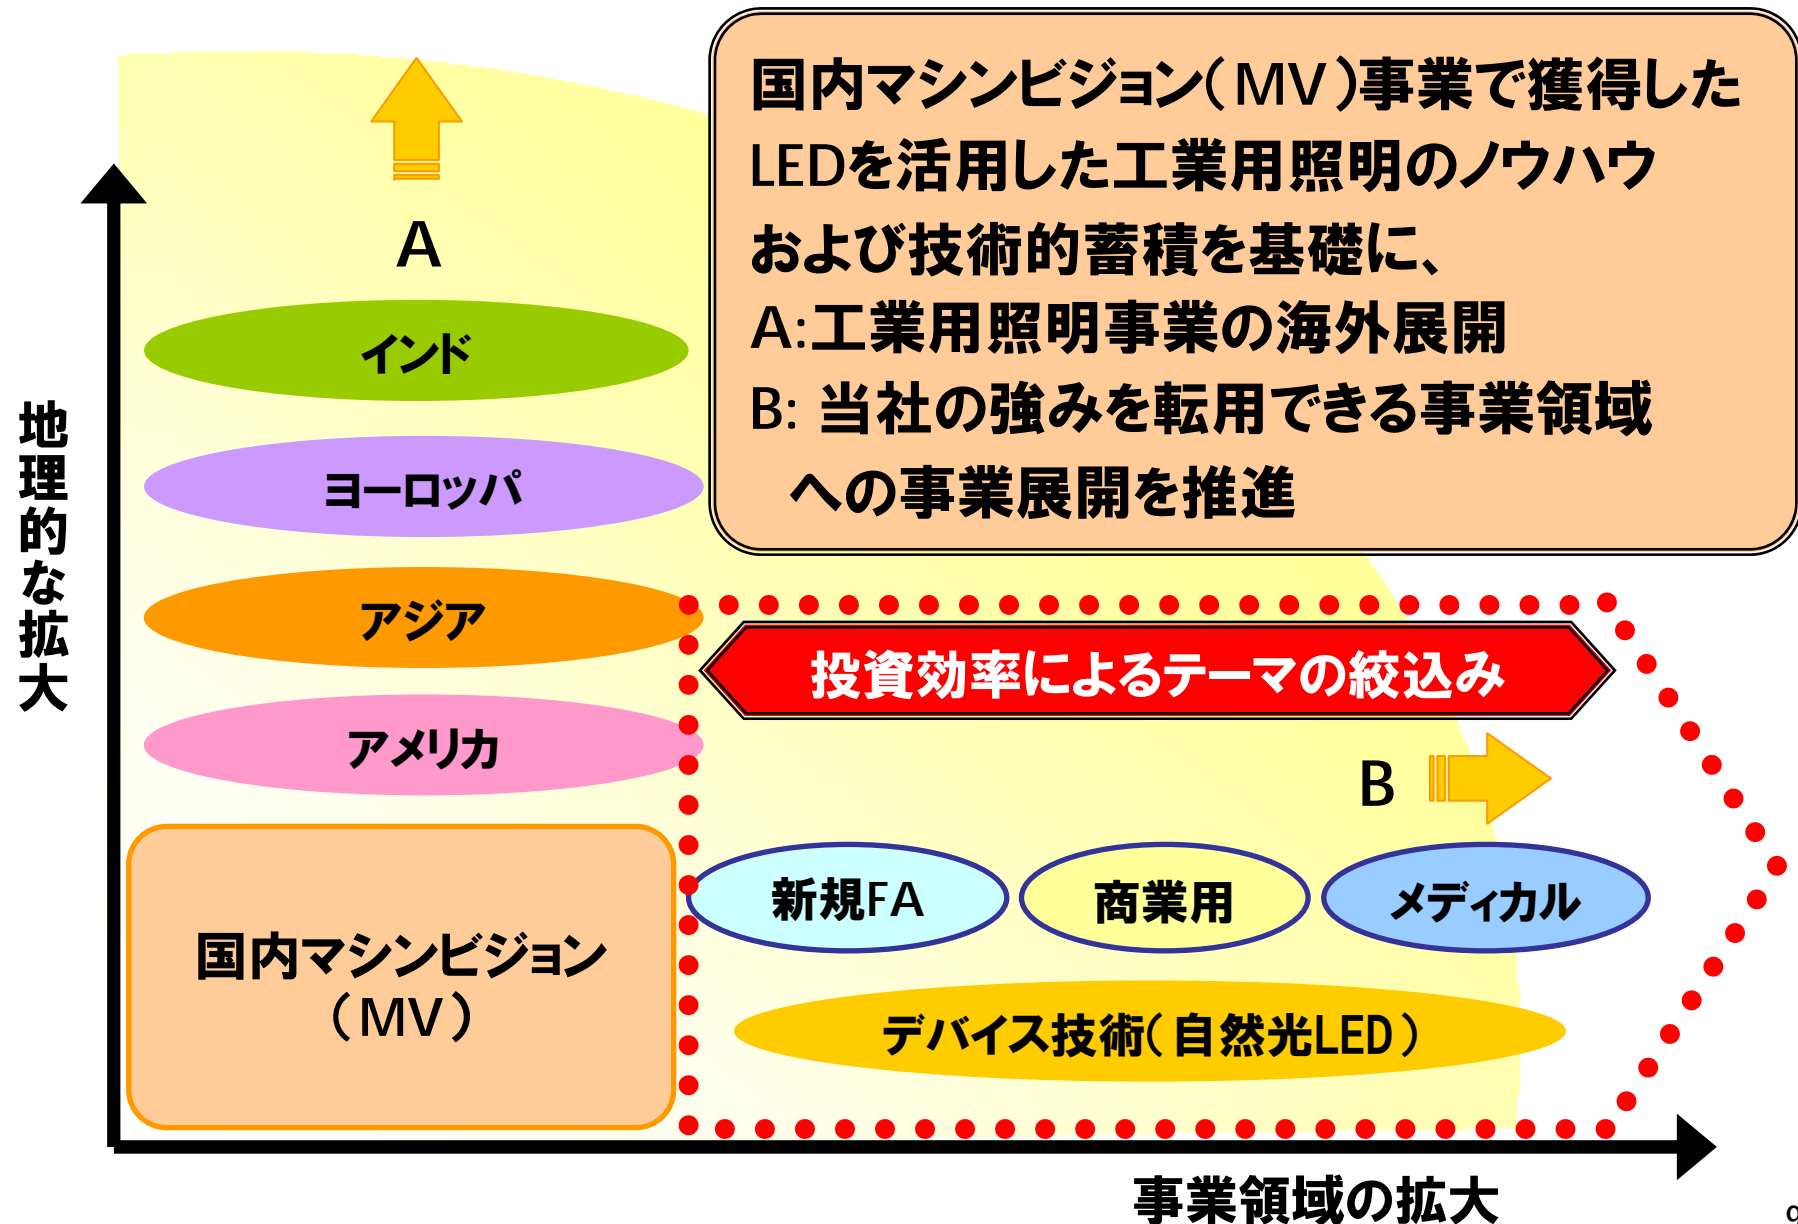 国内マシンビジョン(MV)事業で獲得した
LEDを活用した工業用照明のノウハウ
および技術的蓄積を基礎に、
A:工業用照明事業の海外展開
B: 当社の強みを転用できる事業領域
への事業展開を推進
A
インド
ヨーロッパ
アジア
アメリカ
地理的な拡大
投資効率によるテーマの絞込み
B
新規FA
商業用
メディカル
国内マシンビジョン
(MV)
デバイス技術(自然光LED)
事業領域の拡大